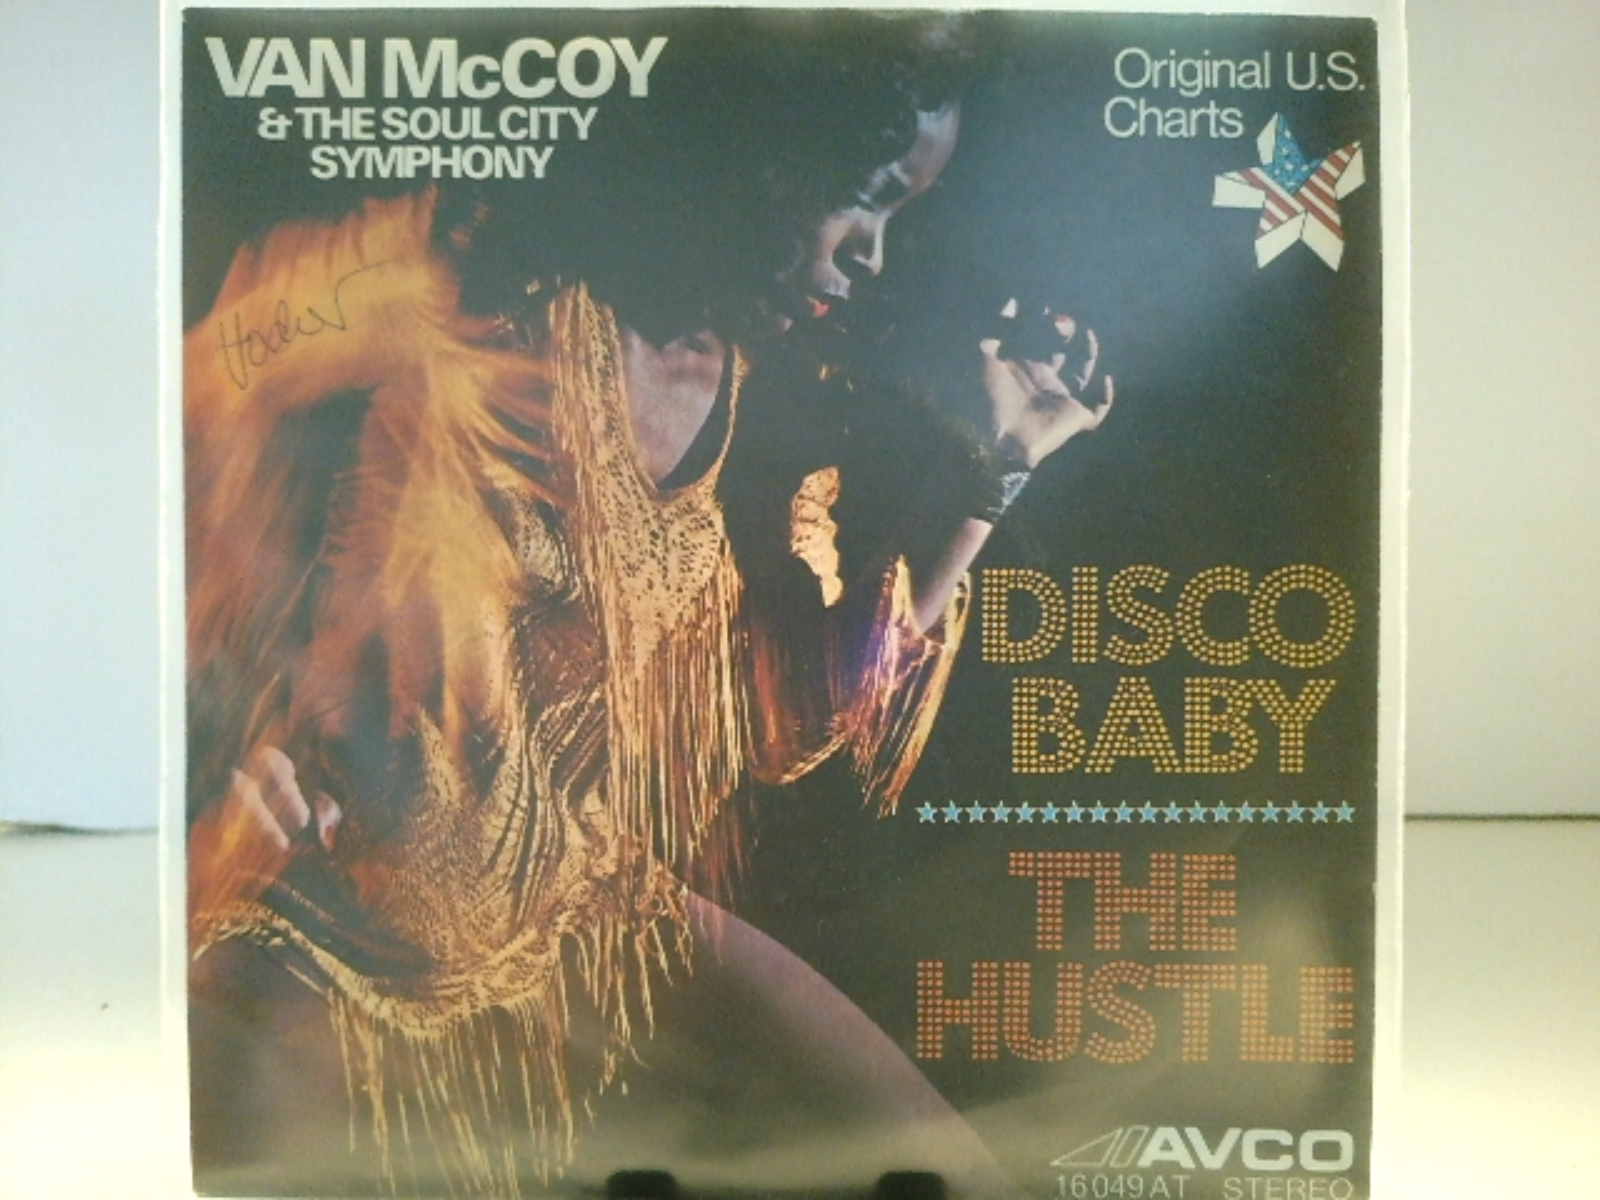 VAN McCOY
& THE SOUL CITY
SYMPHONY
Original U.S.
Charts
DISCO
BABY
THE
HUSTLE
AVCO
16 049 AT STEREO